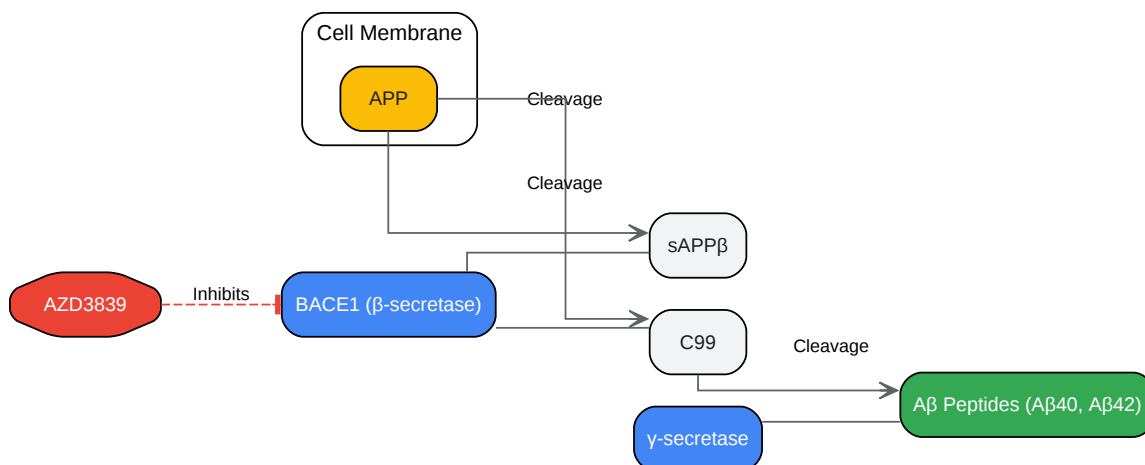 Cell Membrane
APP
Cleavage
Cleavage
sAPPβ
AZD3839
Inhibits
BACE1 (β-secretase)
C99
Cleavage
Aβ Peptides (Aβ40, Aβ42)
γ-secretase